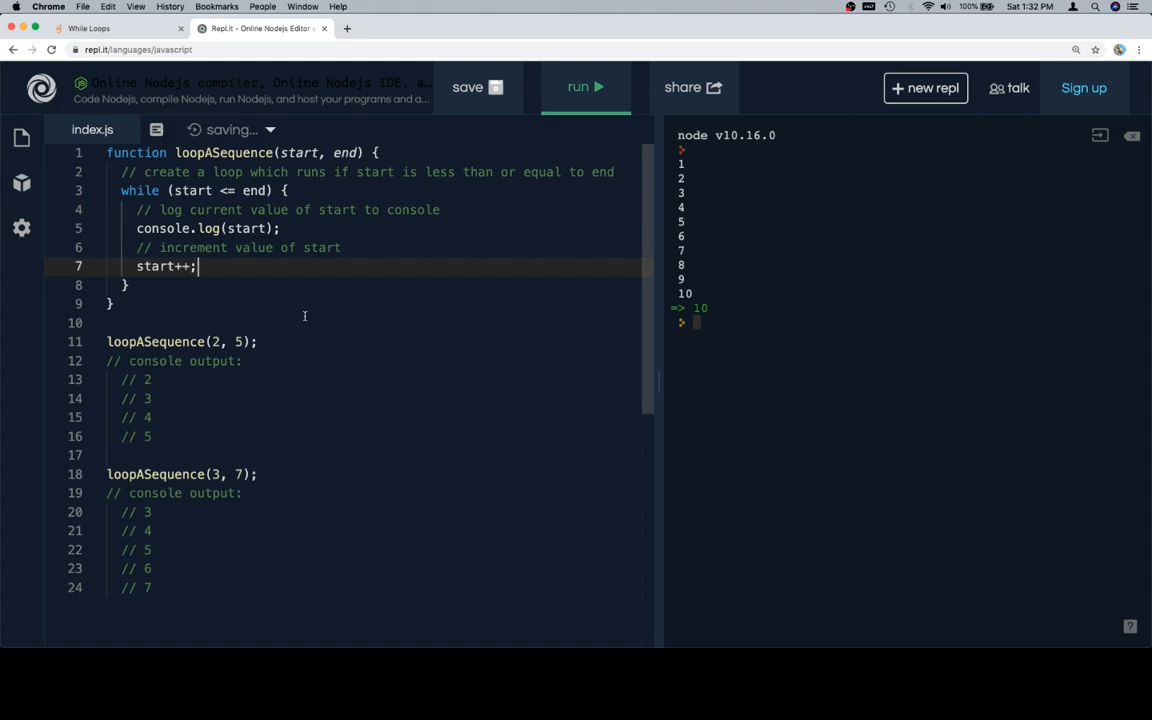 Chrome File Edit View History Bookmarks People Window Help 100% Sat 1:32 PM
While Loops × Repl.it - Online Nodejs Editor a × +
repl.it/languages/javascript
Online Nodejs compiler, Online Nodejs IDE, a...
Code Nodejs, compile Nodejs, run Nodejs, and host your programs and a...
save run share + new repl talk Sign up
index.js saving...
1 function loopASequence(start, end) {
2 // create a loop which runs if start is less than or equal to end
3 while (start <= end) {
4 // log current value of start to console
5 console.log(start);
6 // increment value of start
7 start++;
8 }
9 }
10
11 loopASequence(2, 5);
12 // console output:
13 // 2
14 // 3
15 // 4
16 // 5
17
18 loopASequence(3, 7);
19 // console output:
20 // 3
21 // 4
22 // 5
23 // 6
24 // 7
node v10.16.0
1
2
3
4
5
6
7
8
9
10
=> 10
?